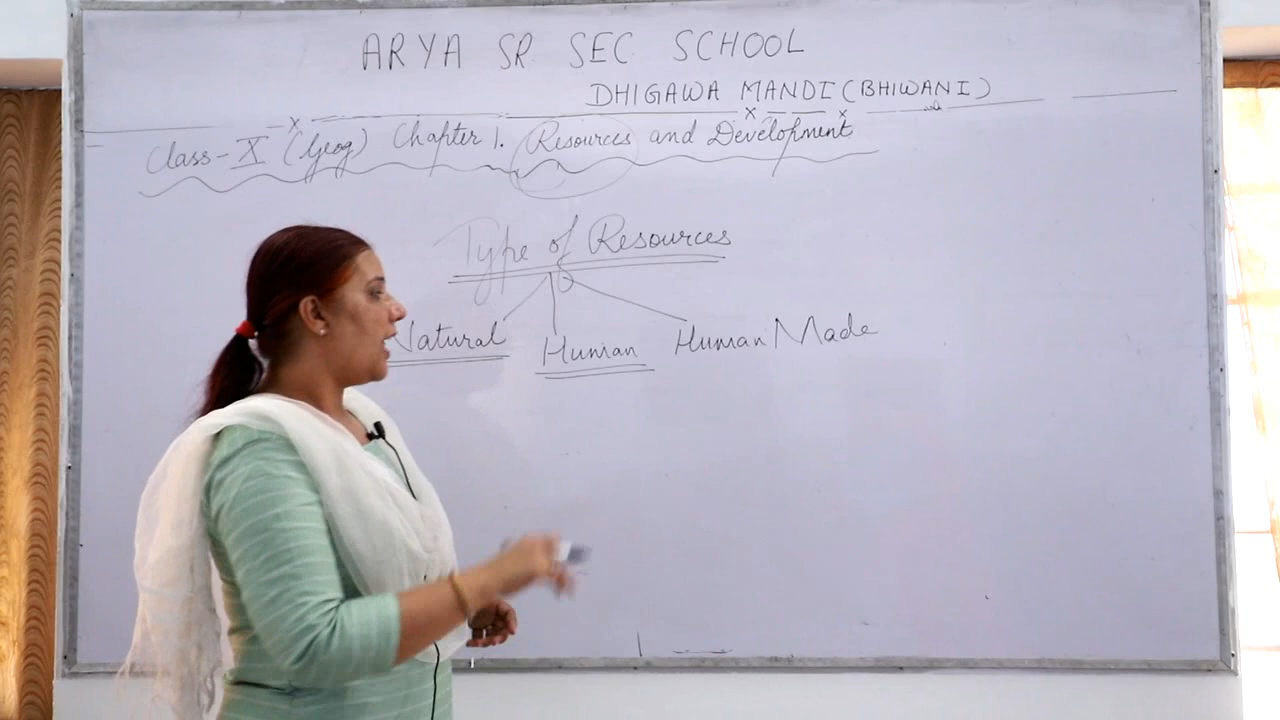 ARYA SR. SEC SCHOOL
DHIGAWA MANDI (BHIWANI)
Class-X (Geog) Chapter 1. Resources and Development
Type of Resources
Natural Human Human Made